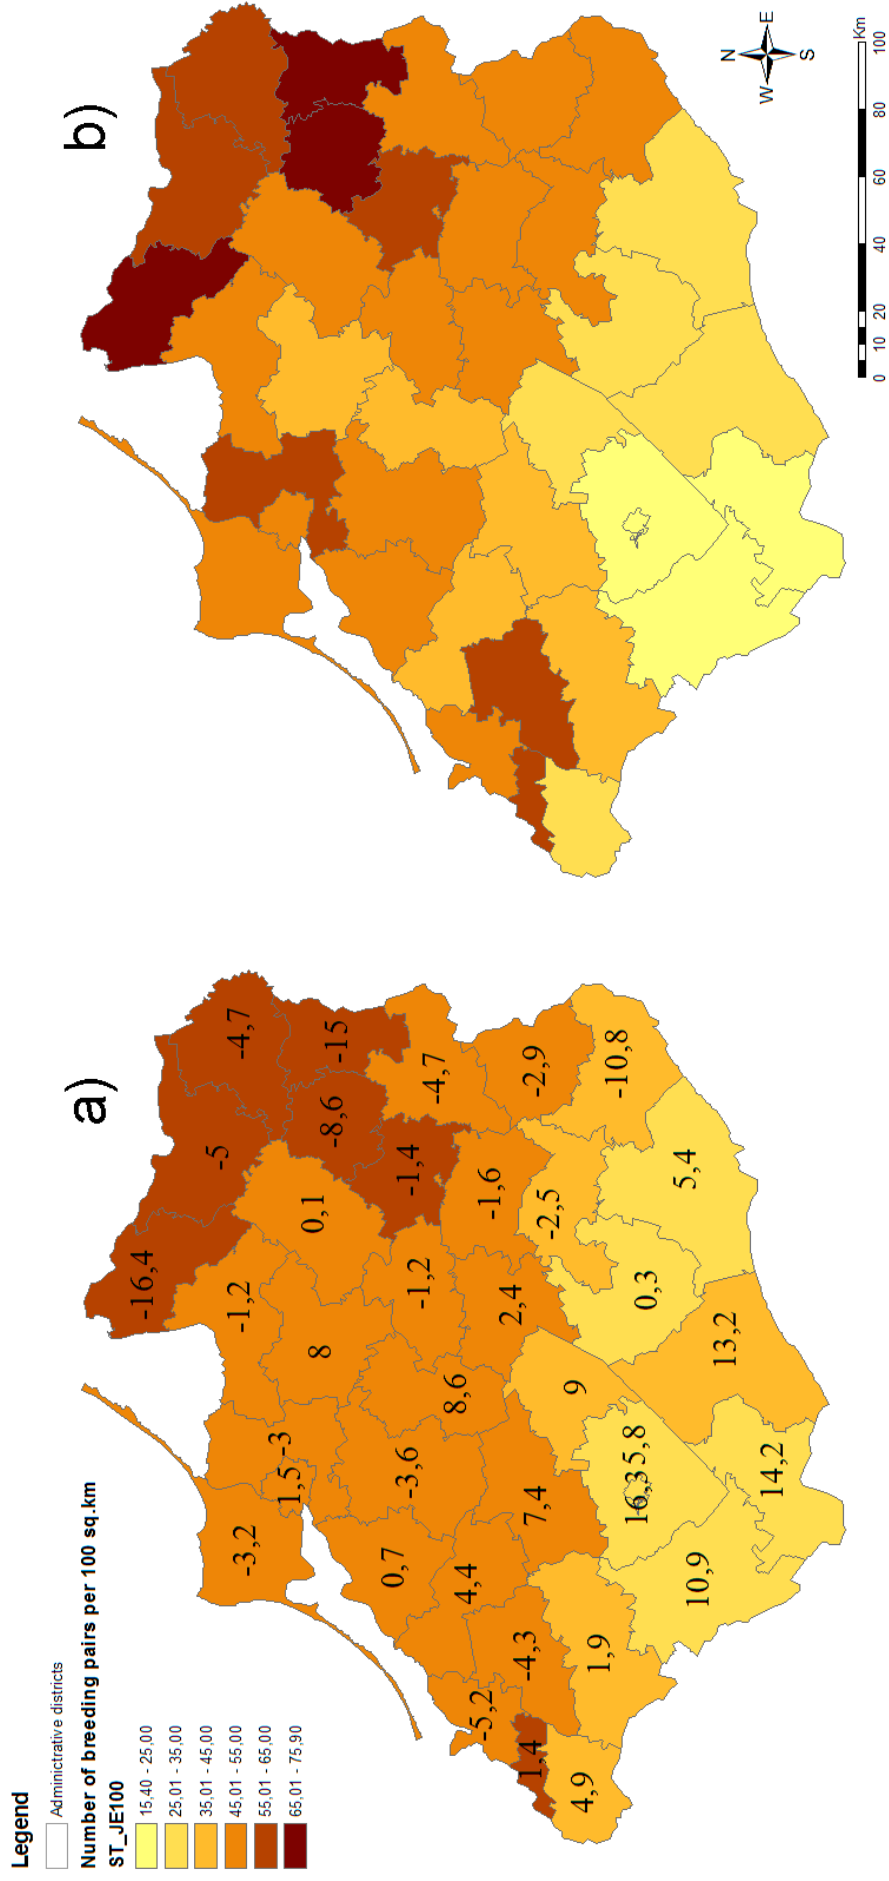 Legend
Adminictrative districts
Number of breeding pairs per 100 sq.km
ST_JE100
15,40 - 25,00
25,01 - 35,00
35,01 - 45,00
45,01 - 55,00
55,01 - 65,00
65,01 - 75,90
a)
-16,4
-5
-4,7
-3,2
-1,2
0,1
-8,6
-15
1,5
-3
8
0,7
-3,6
8,6
-1,2
-1,4
-4,7
4,4
-5,2
-4,3
7,4
2,4
-1,6
-2,9
1,4
4,9
1,9
9
-2,5
-10,8
16,3
5,8
0,3
5,4
10,9
14,2
13,2
b)
N
W
E
S
0 10 20 40 60 80 100
Km